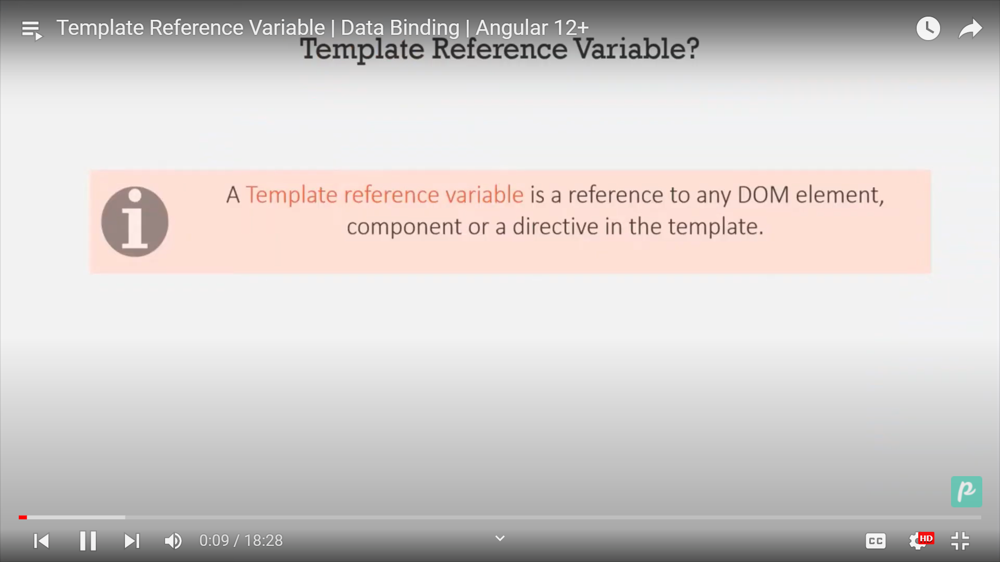 Template Reference Variable | Data Binding | Angular 12+
Template Reference Variable?
A Template reference variable is a reference to any DOM element,
component or a directive in the template.
p
0:09 / 18:28
CC
HD